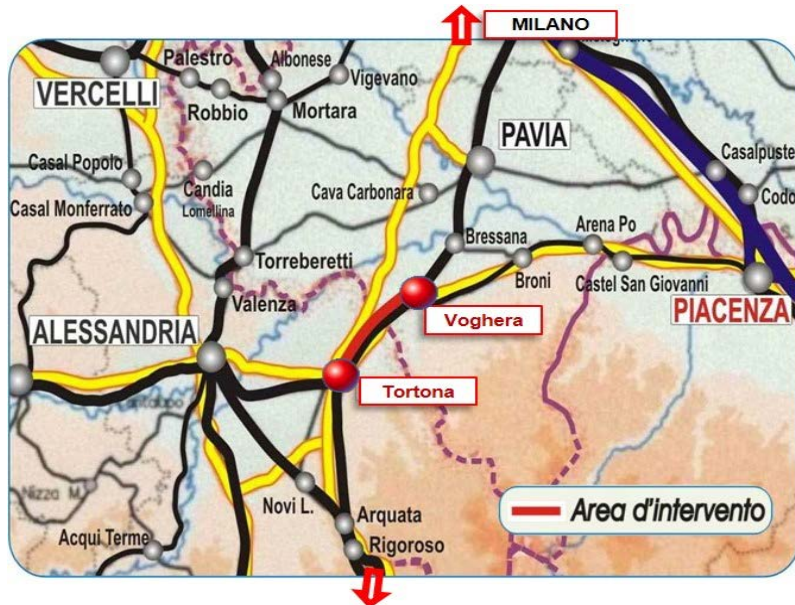 MILANO
Palestro
Albonese
VERCELLI
Vigevano
Robbio
Mortara
PAVIA
Casalpuste
Casal Popolo
Candia
Lomellina
Cava Carbonara
Codo
Casal Monferrato
Bressana
Arena Po
Torreberetti
Broni
Castel San Giovanni
Valenza
PIACENZA
Voghera
ALESSANDRIA
Tortona
Nizza M.
Novi L.
Area d'intervento
Arquata
Acqui Terme
Rigoroso